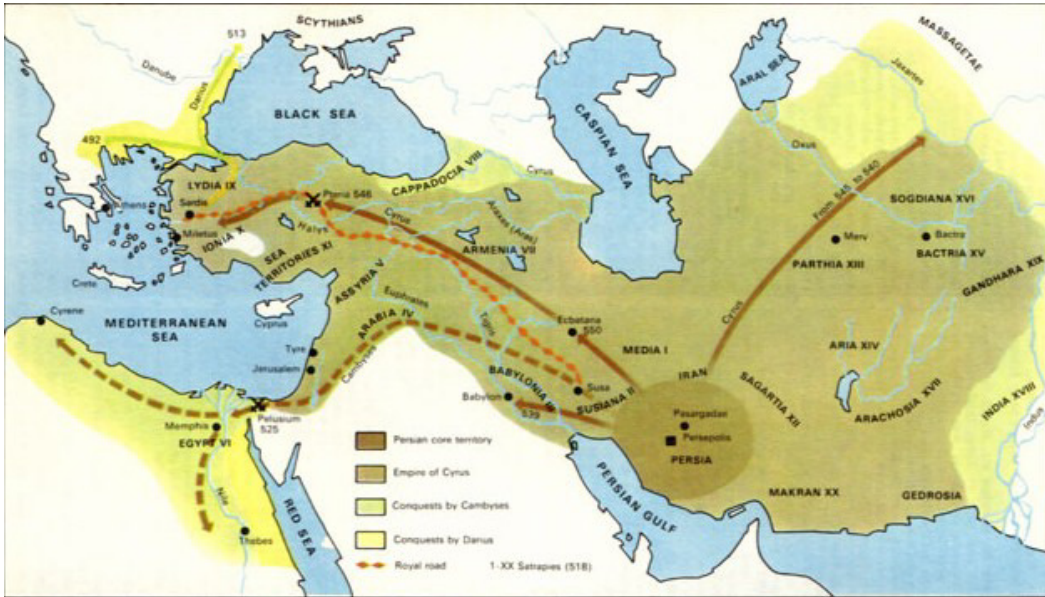 SCYTHIANS
MASSAGETAE
513
Danube
Darius
BLACK SEA
CASPIAN SEA
ARAL SEA
Jaxartes
492
Oxus
From 545 to 540
LYDIA IX
Pteria 546
CAPPADOCIA VIII
Cyrus
SOGDIANA XVI
Athens
Sardis
Cyrus
Araxes (Aras)
Miletus
IONIA X
Halys
Merv
Bactra
SEA
TERRITORIES XI
ARMENIA VII
PARTHIA XIII
BACTRIA XV
GANDHARA XIX
Crete
ASSYRIA V
Euphrates
Cyrene
MEDITERRANEAN
SEA
Cyprus
ARABIA IV
Tigris
Ecbatana
550
Cyrus
Tyre
MEDIA I
ARIA XIV
Jerusalem
Cambyses
IRAN
BABYLONIA III
Susa
SAGARTIA XII
ARACHOSIA XVII
INDIA XVIII
Babylon
SUSIANA II
539
Pasargadae
Indus
Pelusium
525
Memphis
EGYPT VI
Persepolis
PERSIA
Persian core territory
Empire of Cyrus
MAKRAN XX
GEDROSIA
PERSIAN GULF
Nile
RED SEA
Conquests by Cambyses
Thebes
Conquests by Darius
Royal road
1-XX Satrapies (518)